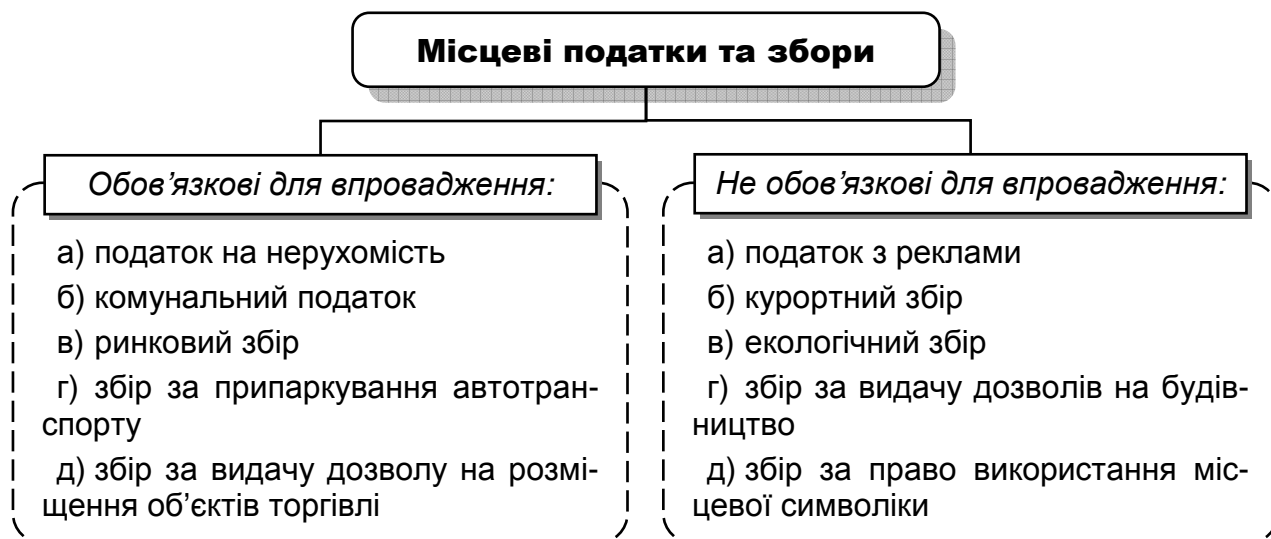 Місцеві податки та збори
Обов’язкові для впровадження:
а) податок на нерухомість
б) комунальний податок
в) ринковий збір
г) збір за припаркування автотран-
спорту
д) збір за видачу дозволу на розмі-
щення об’єктів торгівлі
Не обов’язкові для впровадження:
а) податок з реклами
б) курортний збір
в) екологічний збір
г) збір за видачу дозволів на будів-
ництво
д) збір за право використання міс-
цевої символіки